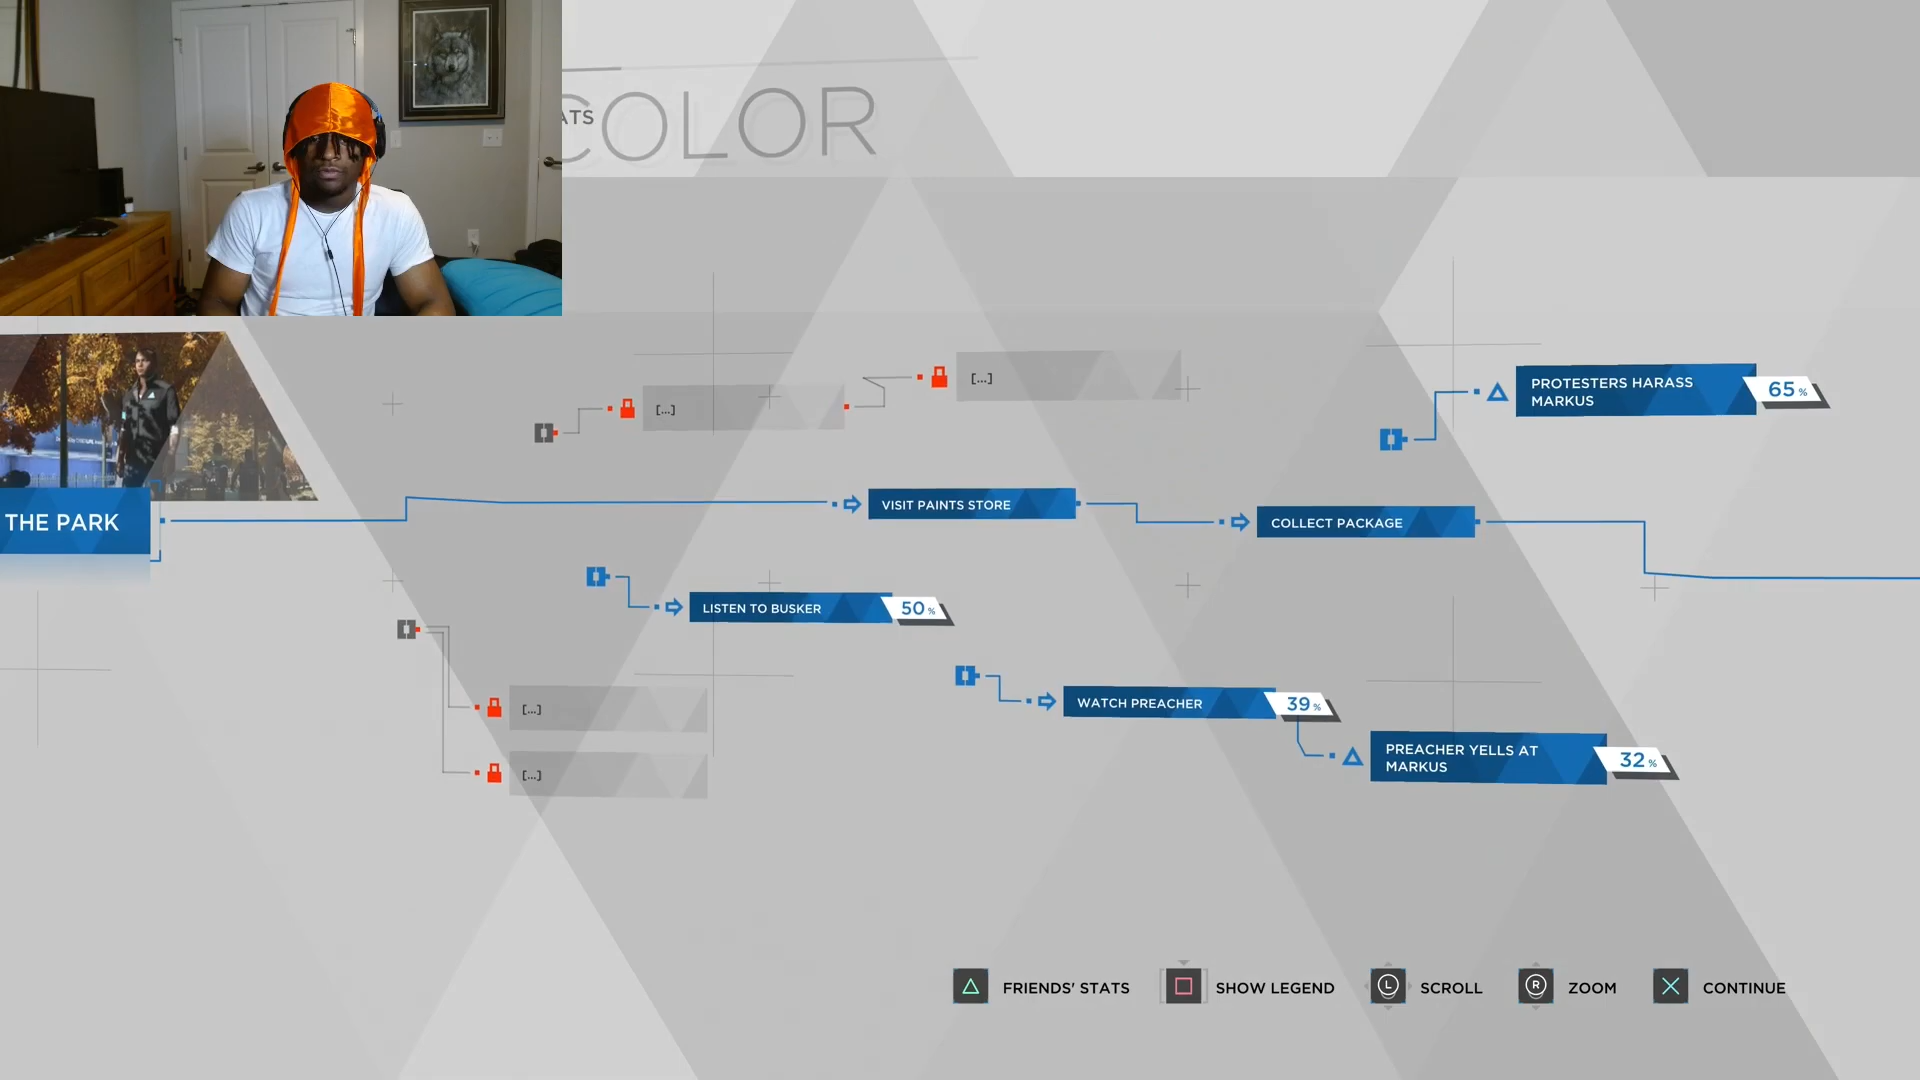 ATS
COLOR
[...]
[...]
PROTESTERS HARASS
MARKUS
65%
THE PARK
VISIT PAINTS STORE
COLLECT PACKAGE
LISTEN TO BUSKER
50%
WATCH PREACHER
39%
[...]
PREACHER YELLS AT
MARKUS
32%
[...]
FRIENDS' STATS
SHOW LEGEND
L
SCROLL
R
ZOOM
CONTINUE